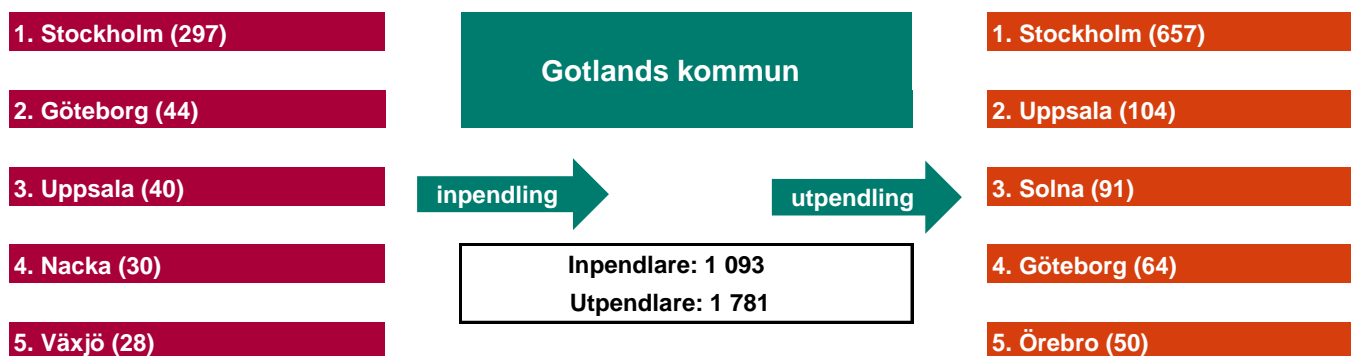 1. Stockholm (297)
2. Göteborg (44)
3. Uppsala (40)
4. Nacka (30)
5. Växjö (28)
Gotlands kommun
inpendling
utpendling
Inpendlare: 1 093
Utpendlare: 1 781
1. Stockholm (657)
2. Uppsala (104)
3. Solna (91)
4. Göteborg (64)
5. Örebro (50)